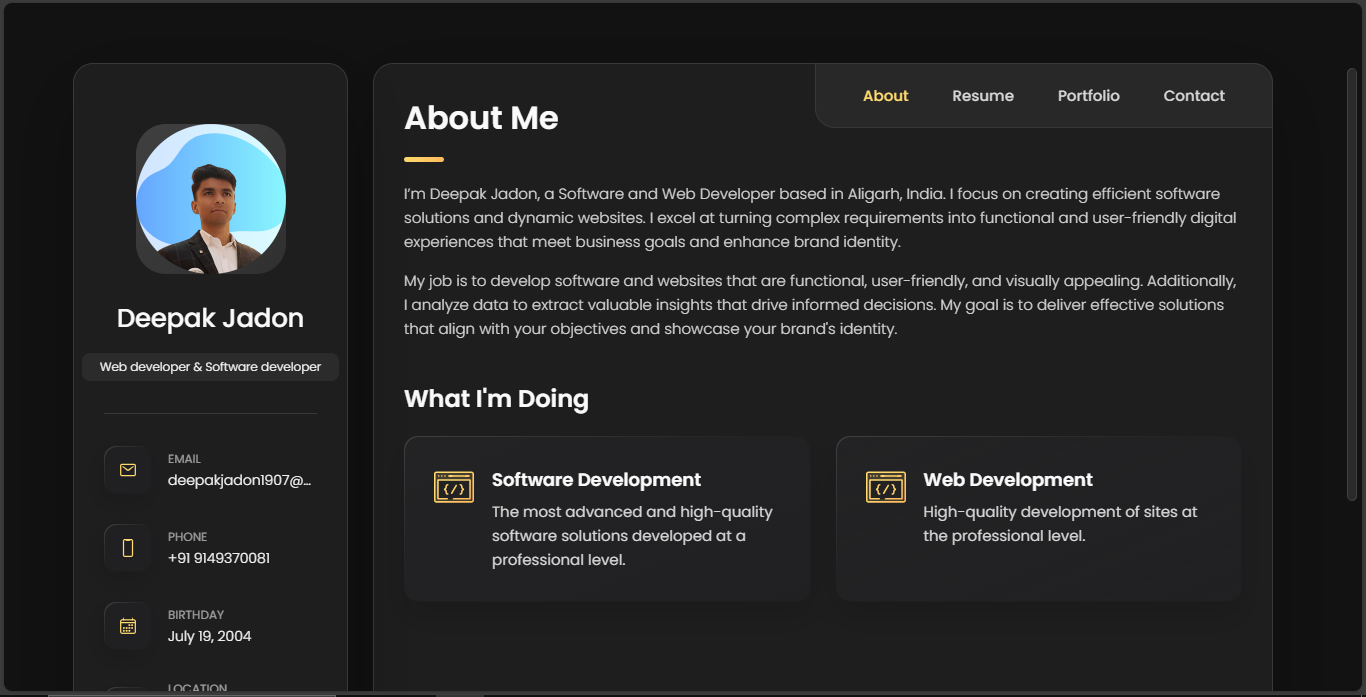 Deepak Jadon
Web developer & Software developer
EMAIL
deepakjadon1907@...
PHONE
+91 9149370081
BIRTHDAY
July 19, 2004
LOCATION
About
Resume
Portfolio
Contact
About Me
I'm Deepak Jadon, a Software and Web Developer based in Aligarh, India. I focus on creating efficient software
solutions and dynamic websites. I excel at turning complex requirements into functional and user-friendly digital
experiences that meet business goals and enhance brand identity.
My job is to develop software and websites that are functional, user-friendly, and visually appealing. Additionally,
I analyze data to extract valuable insights that drive informed decisions. My goal is to deliver effective solutions
that align with your objectives and showcase your brand's identity.
What I'm Doing
Software Development
The most advanced and high-quality
software solutions developed at a
professional level.
Web Development
High-quality development of sites at
the professional level.